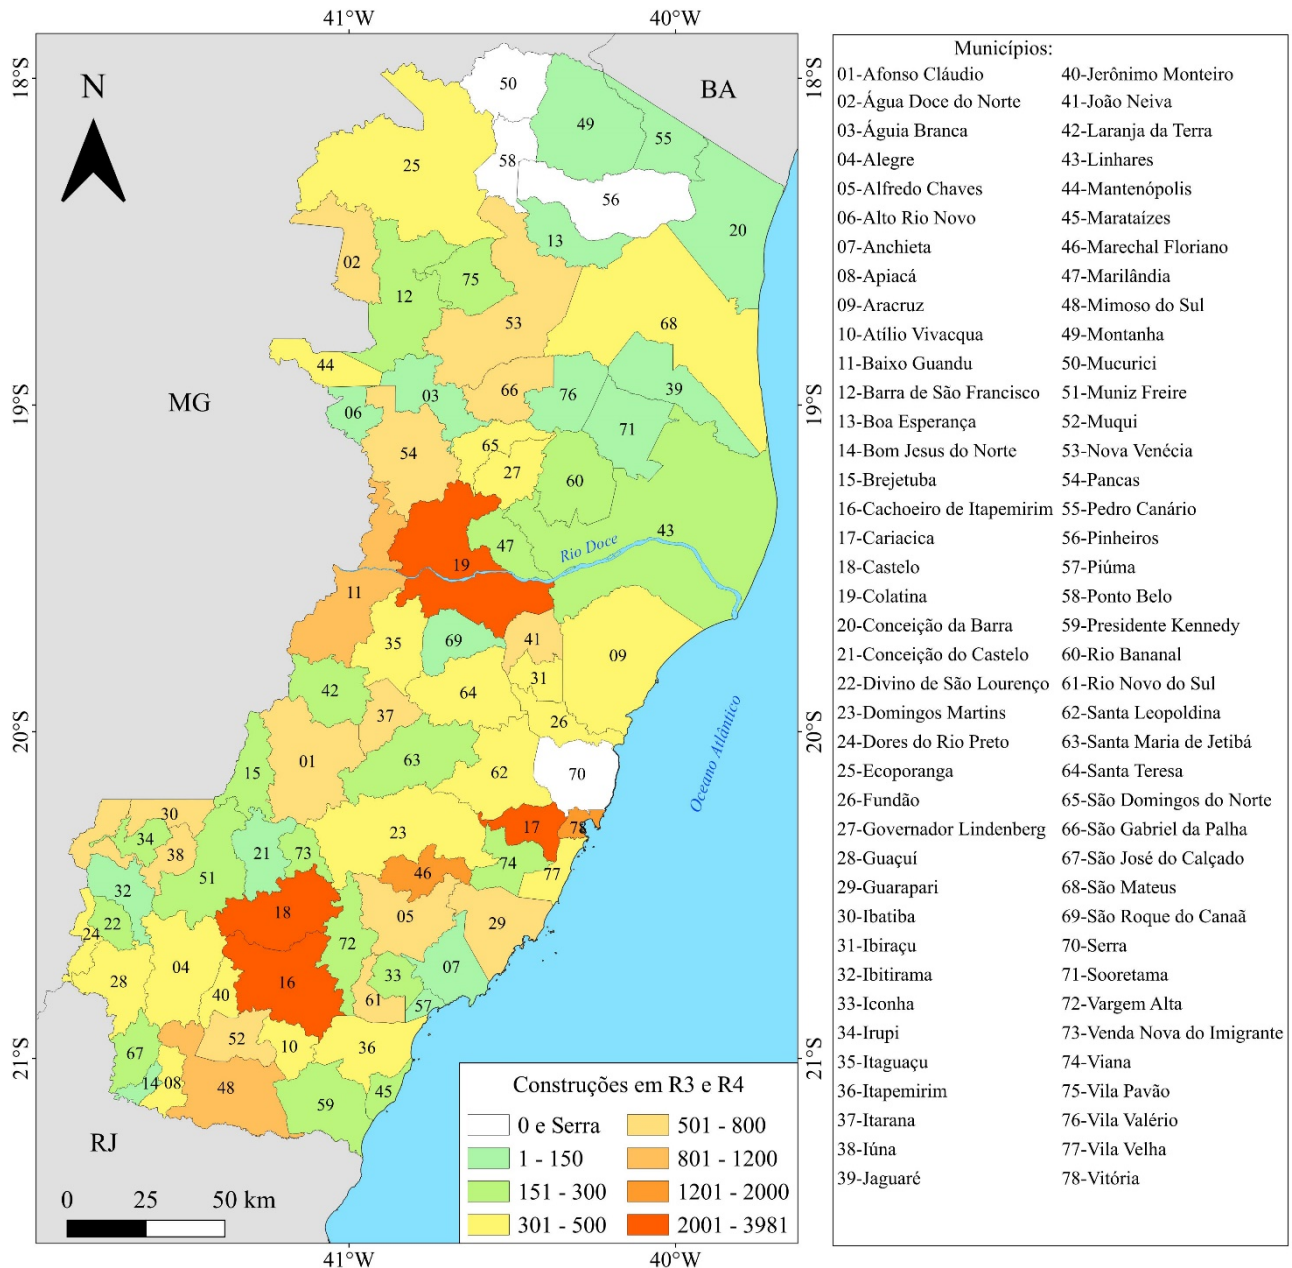 41°W 40°W
18°S 18°S
N
BA
MG
RJ
50
49
55
58
25
56
20
13
02
75
12
53
68
44
39
03
66
76
06
71
54
65
27
60
43
47
Rio Doce
19
11
35
69
41
09
31
42
64
37
26
Oceano Atlântico
01
63
15
62
70
30
17
78
34
23
38
21
73
74
46
77
51
32
18
05
29
22
24
72
04
07
33
28
16
40
61
57
52
10
36
67
14
08
48
59
45
19°S 19°S
20°S 20°S
21°S 21°S
0 25 50 km
41°W 40°W
Construções em R3 e R4
0 e Serra 501 - 800
1 - 150 801 - 1200
151 - 300 1201 - 2000
301 - 500 2001 - 3981
Municípios:
01-Afonso Cláudio 40-Jerônimo Monteiro
02-Água Doce do Norte 41-João Neiva
03-Águia Branca 42-Laranja da Terra
04-Alegre 43-Linhares
05-Alfredo Chaves 44-Mantenópolis
06-Alto Rio Novo 45-Marataízes
07-Anchieta 46-Marechal Floriano
08-Apiacá 47-Marilândia
09-Aracruz 48-Mimoso do Sul
10-Atílio Vivacqua 49-Montanha
11-Baixo Guandu 50-Mucurici
12-Barra de São Francisco 51-Muniz Freire
13-Boa Esperança 52-Muqui
14-Bom Jesus do Norte 53-Nova Venécia
15-Brejetuba 54-Pancas
16-Cachoeiro de Itapemirim 55-Pedro Canário
17-Cariacica 56-Pinheiros
18-Castelo 57-Piúma
19-Colatina 58-Ponto Belo
20-Conceição da Barra 59-Presidente Kennedy
21-Conceição do Castelo 60-Rio Bananal
22-Divino de São Lourenço 61-Rio Novo do Sul
23-Domingos Martins 62-Santa Leopoldina
24-Dores do Rio Preto 63-Santa Maria de Jetibá
25-Ecoporanga 64-Santa Teresa
26-Fundão 65-São Domingos do Norte
27-Governador Lindenberg 66-São Gabriel da Palha
28-Guaçuí 67-São José do Calçado
29-Guarapari 68-São Mateus
30-Ibatiba 69-São Roque do Canaã
31-Ibiraçu 70-Serra
32-Ibitirama 71-Sooretama
33-Iconha 72-Vargem Alta
34-Irupi 73-Venda Nova do Imigrante
35-Itaguaçu 74-Viana
36-Itapemirim 75-Vila Pavão
37-Itarana 76-Vila Valério
38-Iúna 77-Vila Velha
39-Jaguaré 78-Vitória